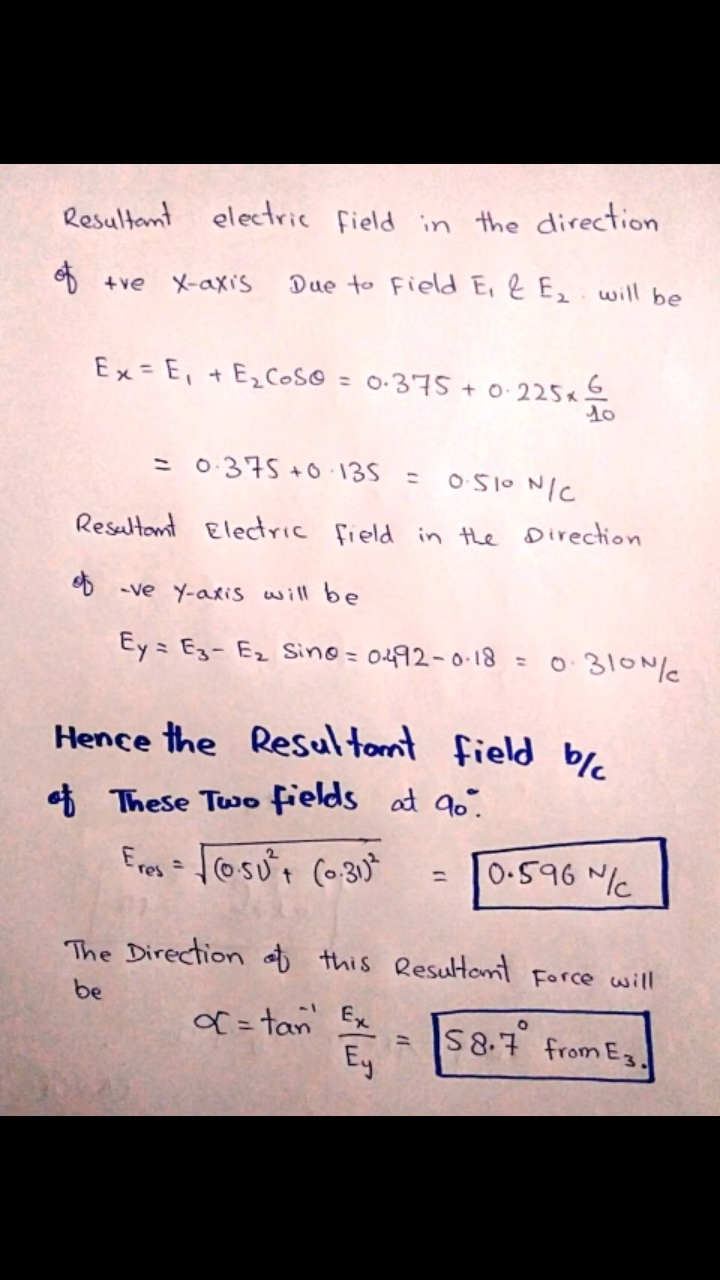 Resultant electric field in the direction
of +ve X-axis Due to Field E₁ & E₂ will be
Eₓ = E₁ + E₂ Cosθ = 0.375 + 0.225 × 6/10
= 0.375 + 0.135 = 0.510 N/C
Resultant Electric field in the Direction
of -ve Y-axis will be
Ey = E₃ - E₂ Sinθ = 0.492 - 0.18 = 0.310 N/C
Hence the Resultant field b/c
of These Two fields at 90°.
Eres = √(0.51)² + (0.31)² = 0.596 N/C
The Direction of this Resultant Force will
be
α = tan⁻¹ Ex/Ey = 58.7° from E₃.